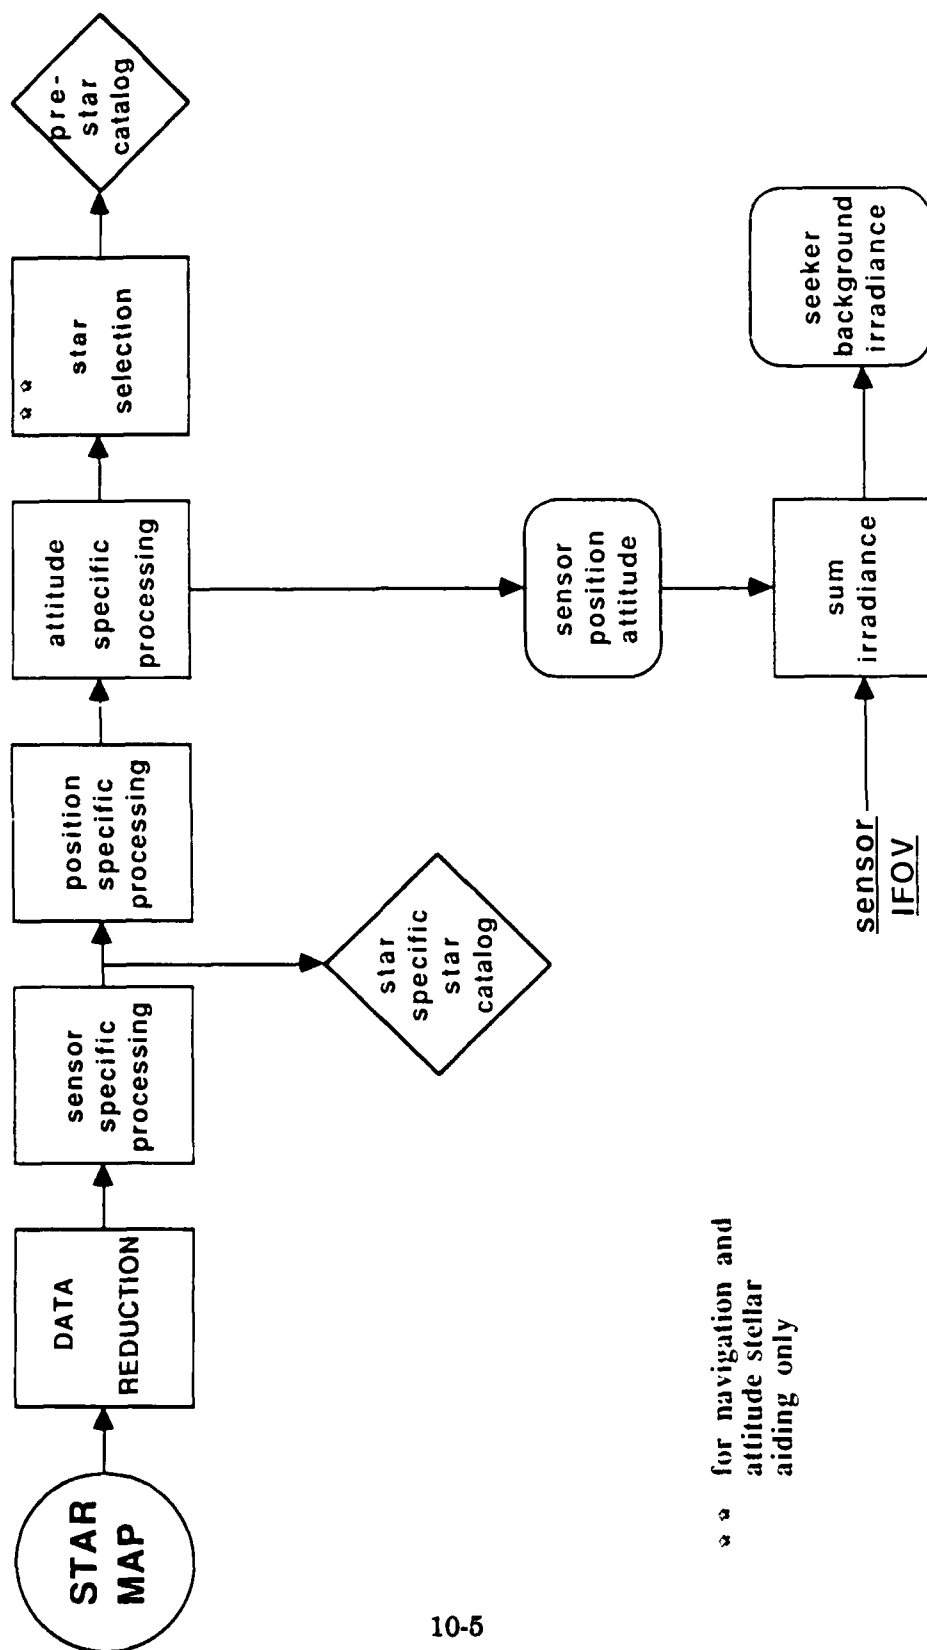 STAR
MAP
DATA
REDUCTION
sensor
specific
processing
position
specific
processing
attitude
specific
processing
* *
star
selection
pre-
star
catalog
star
specific
star
catalog
sensor
position
attitude
sensor
IFOV
sum
irradiance
seeker
background
irradiance
* * for navigation and
attitude stellar
aiding only
10-5